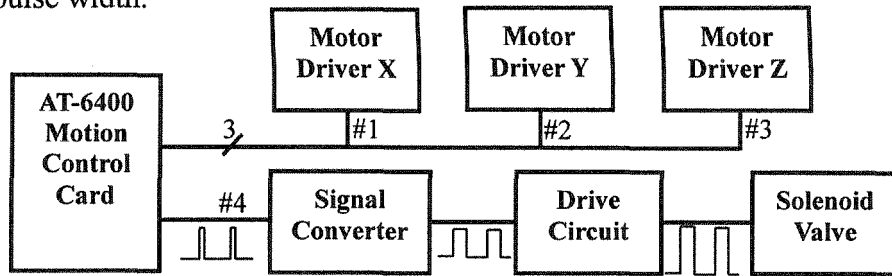 pulse width.
Motor
Driver X
Motor
Driver Y
Motor
Driver Z
AT-6400
Motion
Control
Card
3
#1
#2
#3
#4
Signal
Converter
Drive
Circuit
Solenoid
Valve